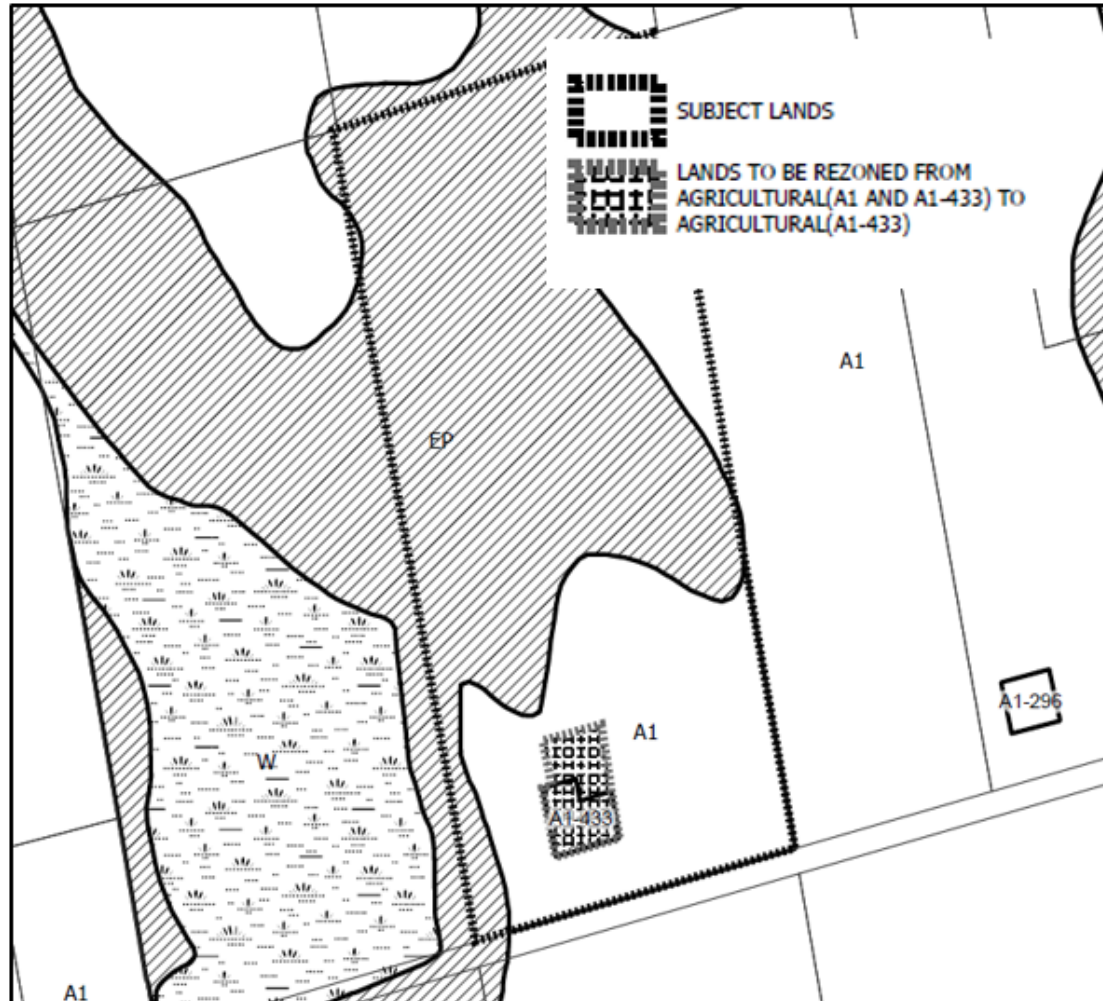 SUBJECT LANDS
LANDS TO BE REZONED FROM
AGRICULTURAL(A1 AND A1-433) TO
AGRICULTURAL(A1-433)
A1
EP
A1-296
A1
W
A1-433
A1